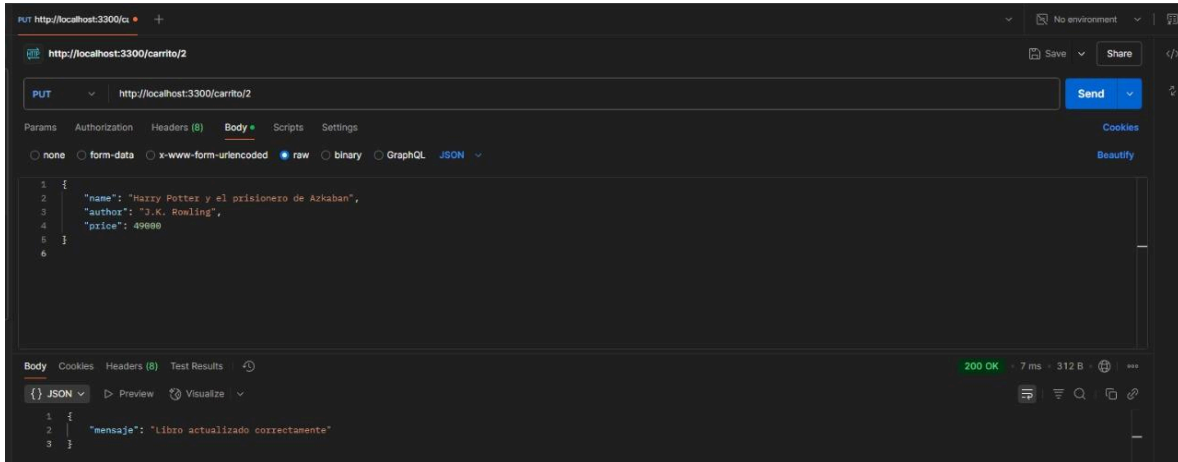 PUT http://localhost:3300/ca
No environment
http://localhost:3300/carrito/2
Save
Share
PUT
http://localhost:3300/carrito/2
Send
Params Authorization Headers (8) Body Scripts Settings
Cookies
none form-data x-www-form-urlencoded raw binary GraphQL JSON
Beautify
1 {
2 "name": "Harry Potter y el prisionero de Azkaban",
3 "author": "J.K. Rowling",
4 "price": 49000
5 }
6
Body Cookies Headers (8) Test Results
200 OK 7 ms 312 B
{} JSON Preview Visualize
1 {
2 "mensaje": "Libro actualizado correctamente"
3 }